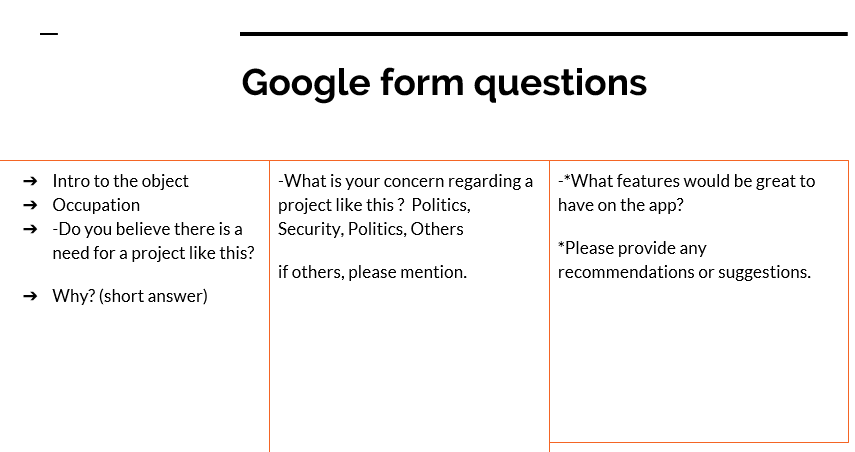 Google form questions
➔ Intro to the object
➔ Occupation
➔ -Do you believe there is a
need for a project like this?
➔ Why? (short answer)
-What is your concern regarding a
project like this ? Politics,
Security, Politics, Others
if others, please mention.
-*What features would be great to
have on the app?
*Please provide any
recommendations or suggestions.